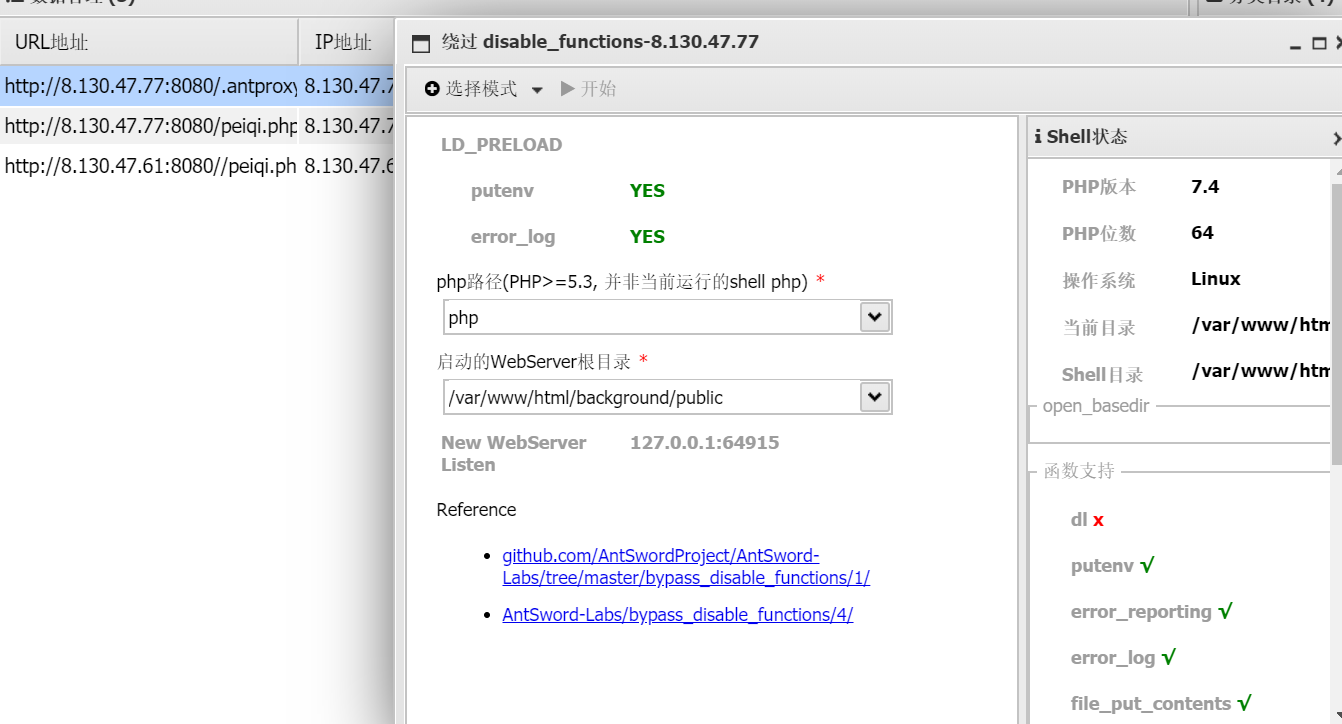 URL地址
IP地址
http://8.130.47.77:8080/.antproxy
8.130.47.7
http://8.130.47.77:8080/peiqi.php
8.130.47.7
http://8.130.47.61:8080//peiqi.ph
8.130.47.6
绕过 disable_functions-8.130.47.77
选择模式
开始
LD_PRELOAD
putenv YES
error_log YES
php路径(PHP>=5.3, 并非当前运行的shell php) *
php
启动的WebServer根目录 *
/var/www/html/background/public
New WebServer 127.0.0.1:64915
Listen
Reference
github.com/AntSwordProject/AntSword-
Labs/tree/master/bypass_disable_functions/1/
AntSword-Labs/bypass_disable_functions/4/
Shell状态
PHP版本 7.4
PHP位数 64
操作系统 Linux
当前目录 /var/www/htm
Shell目录 /var/www/htm
open_basedir
函数支持
dl x
putenv √
error_reporting √
error_log √
file_put_contents √